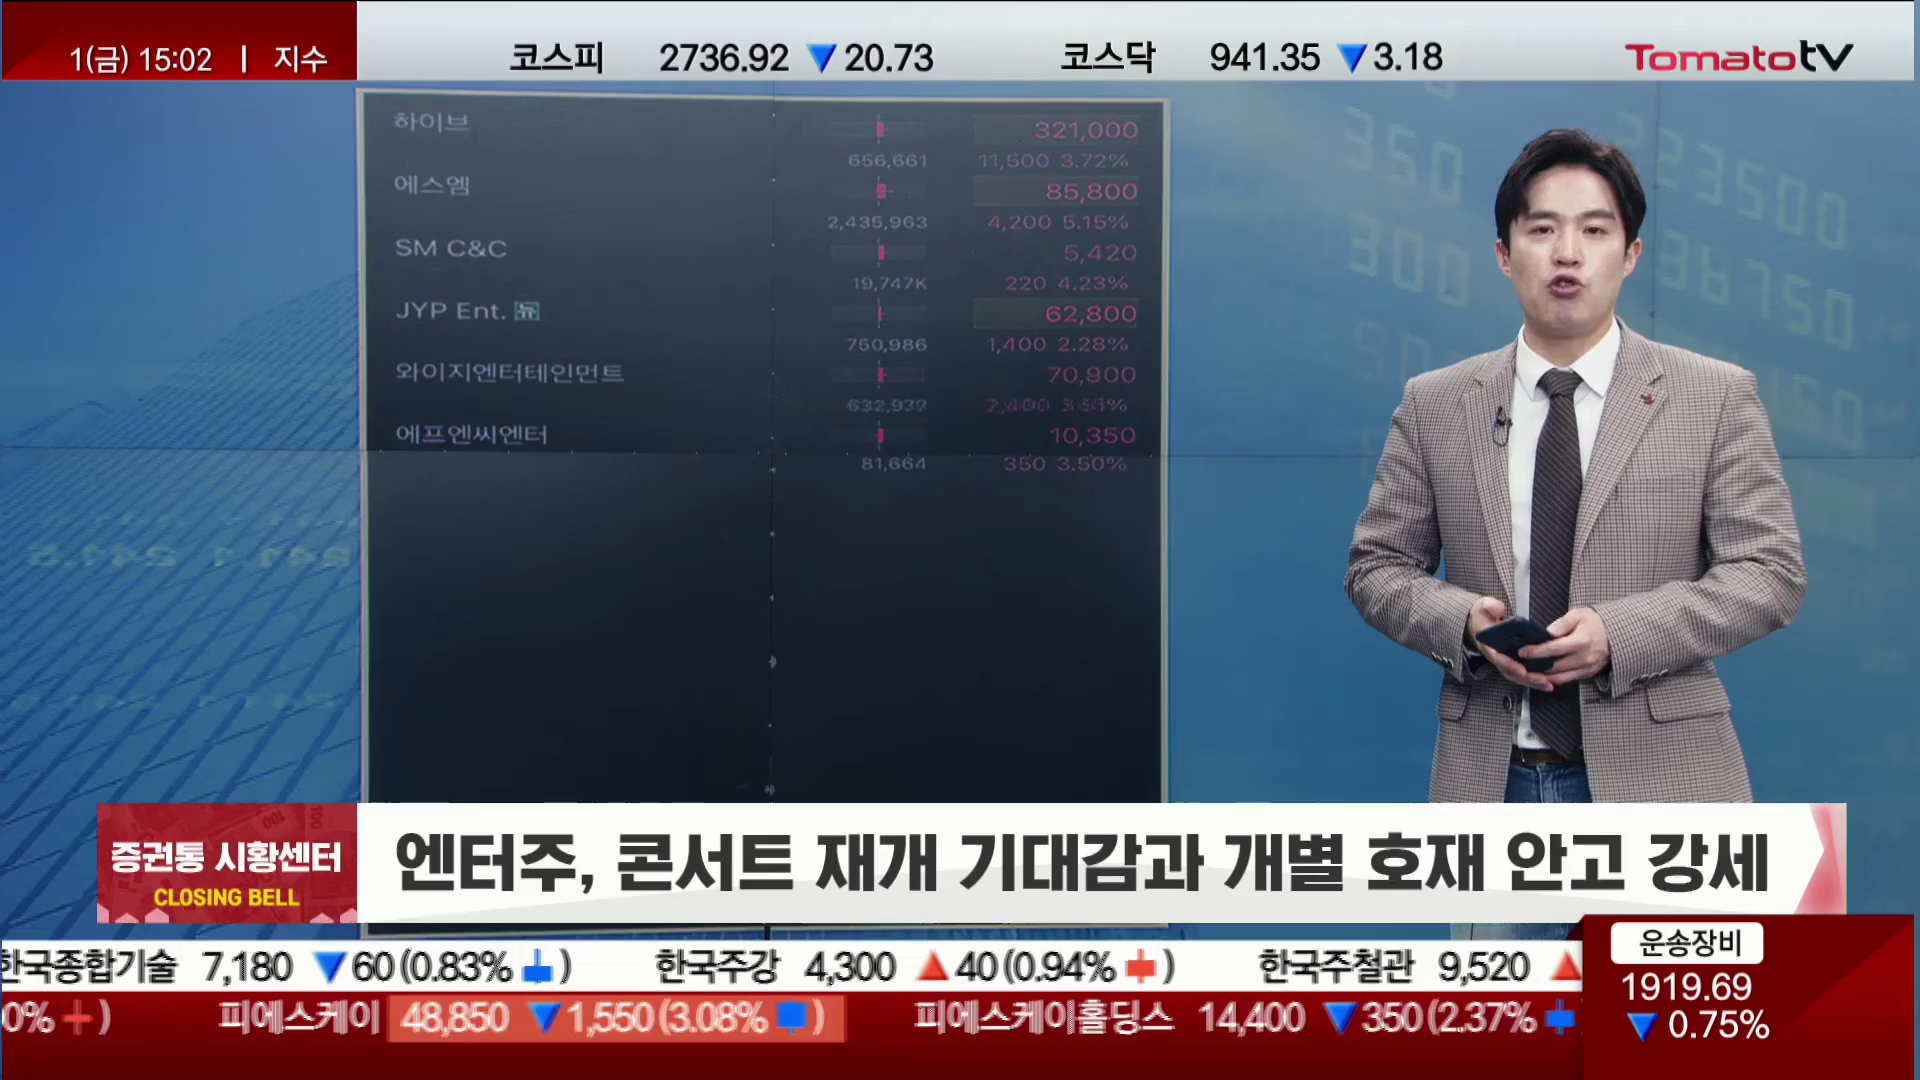 1(금) 15:02 | 지수 코스피 2736.92 ▼20.73 코스닥 941.35 ▼3.18 Tomatotv
하이브 321,000
656,661 11,500 3.72%
에스엠 85,800
2,435,963 4,200 5.15%
SM C&C 5,420
19,747K 220 4.23%
JYP Ent. 뉴 62,800
750,986 1,400 2.28%
와이지엔터테인먼트 70,800
에프엔씨엔터 10,350
81,664 350 3.50%
350
300
223500
36750
증권통 시황센터
CLOSING BELL
엔터주, 콘서트 재개 기대감과 개별 호재 안고 강세
한국종합기술 7,180 ▼60(0.83%) 한국주강 4,300 ▲40(0.94%) 한국주철관 9,520 ▲
0%) 피에스케이 48,850 ▼1,550(3.08%) 피에스케이홀딩스 14,400 ▼350(2.37%)
운송장비
1919.69
▼0.75%